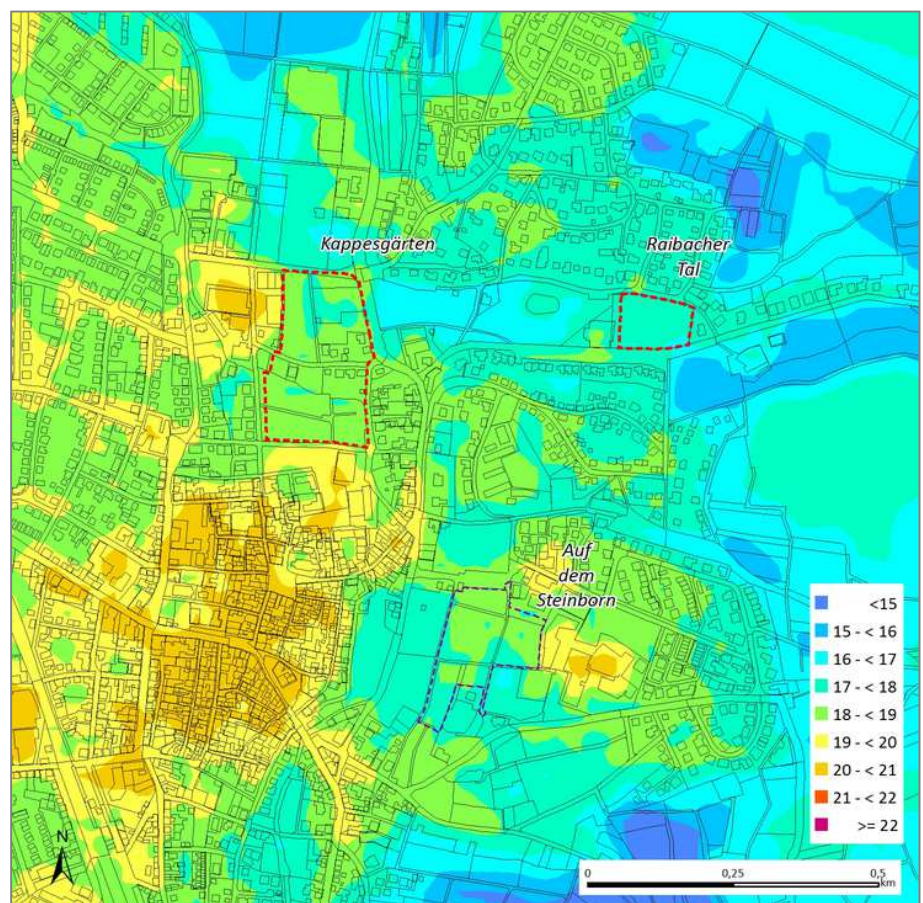 Kappesgärten
Raibacher
Tal
Auf
dem
Steinborn
<15
15 - < 16
16 - < 17
17 - < 18
18 - < 19
19 - < 20
20 - < 21
21 - < 22
>= 22
N
0 0,25 0,5
km